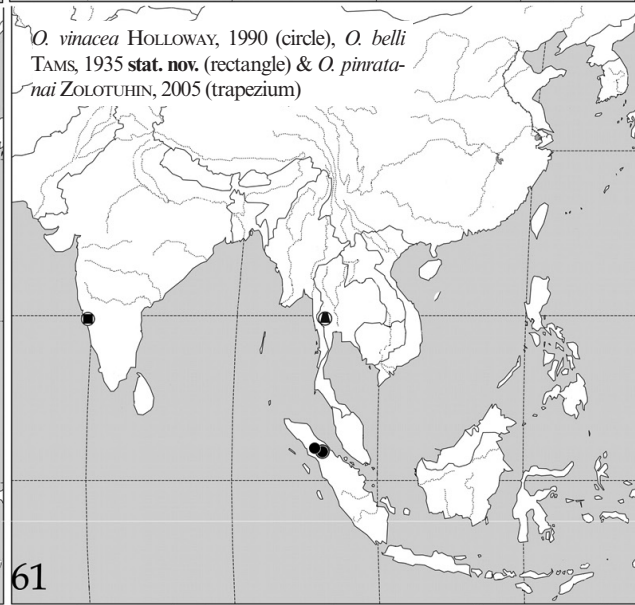 O. vinacea HOLLOWAY, 1990 (circle), O. belli
TAMS, 1935 stat. nov. (rectangle) & O. pinrata-
nai ZOLOTUHIN, 2005 (trapezium)
61